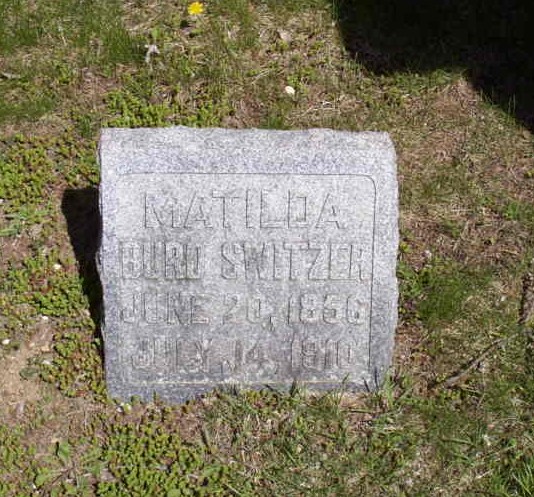 MATILDA
BURD SWITZER
JUNE 20, 1856
JULY 14, 1910